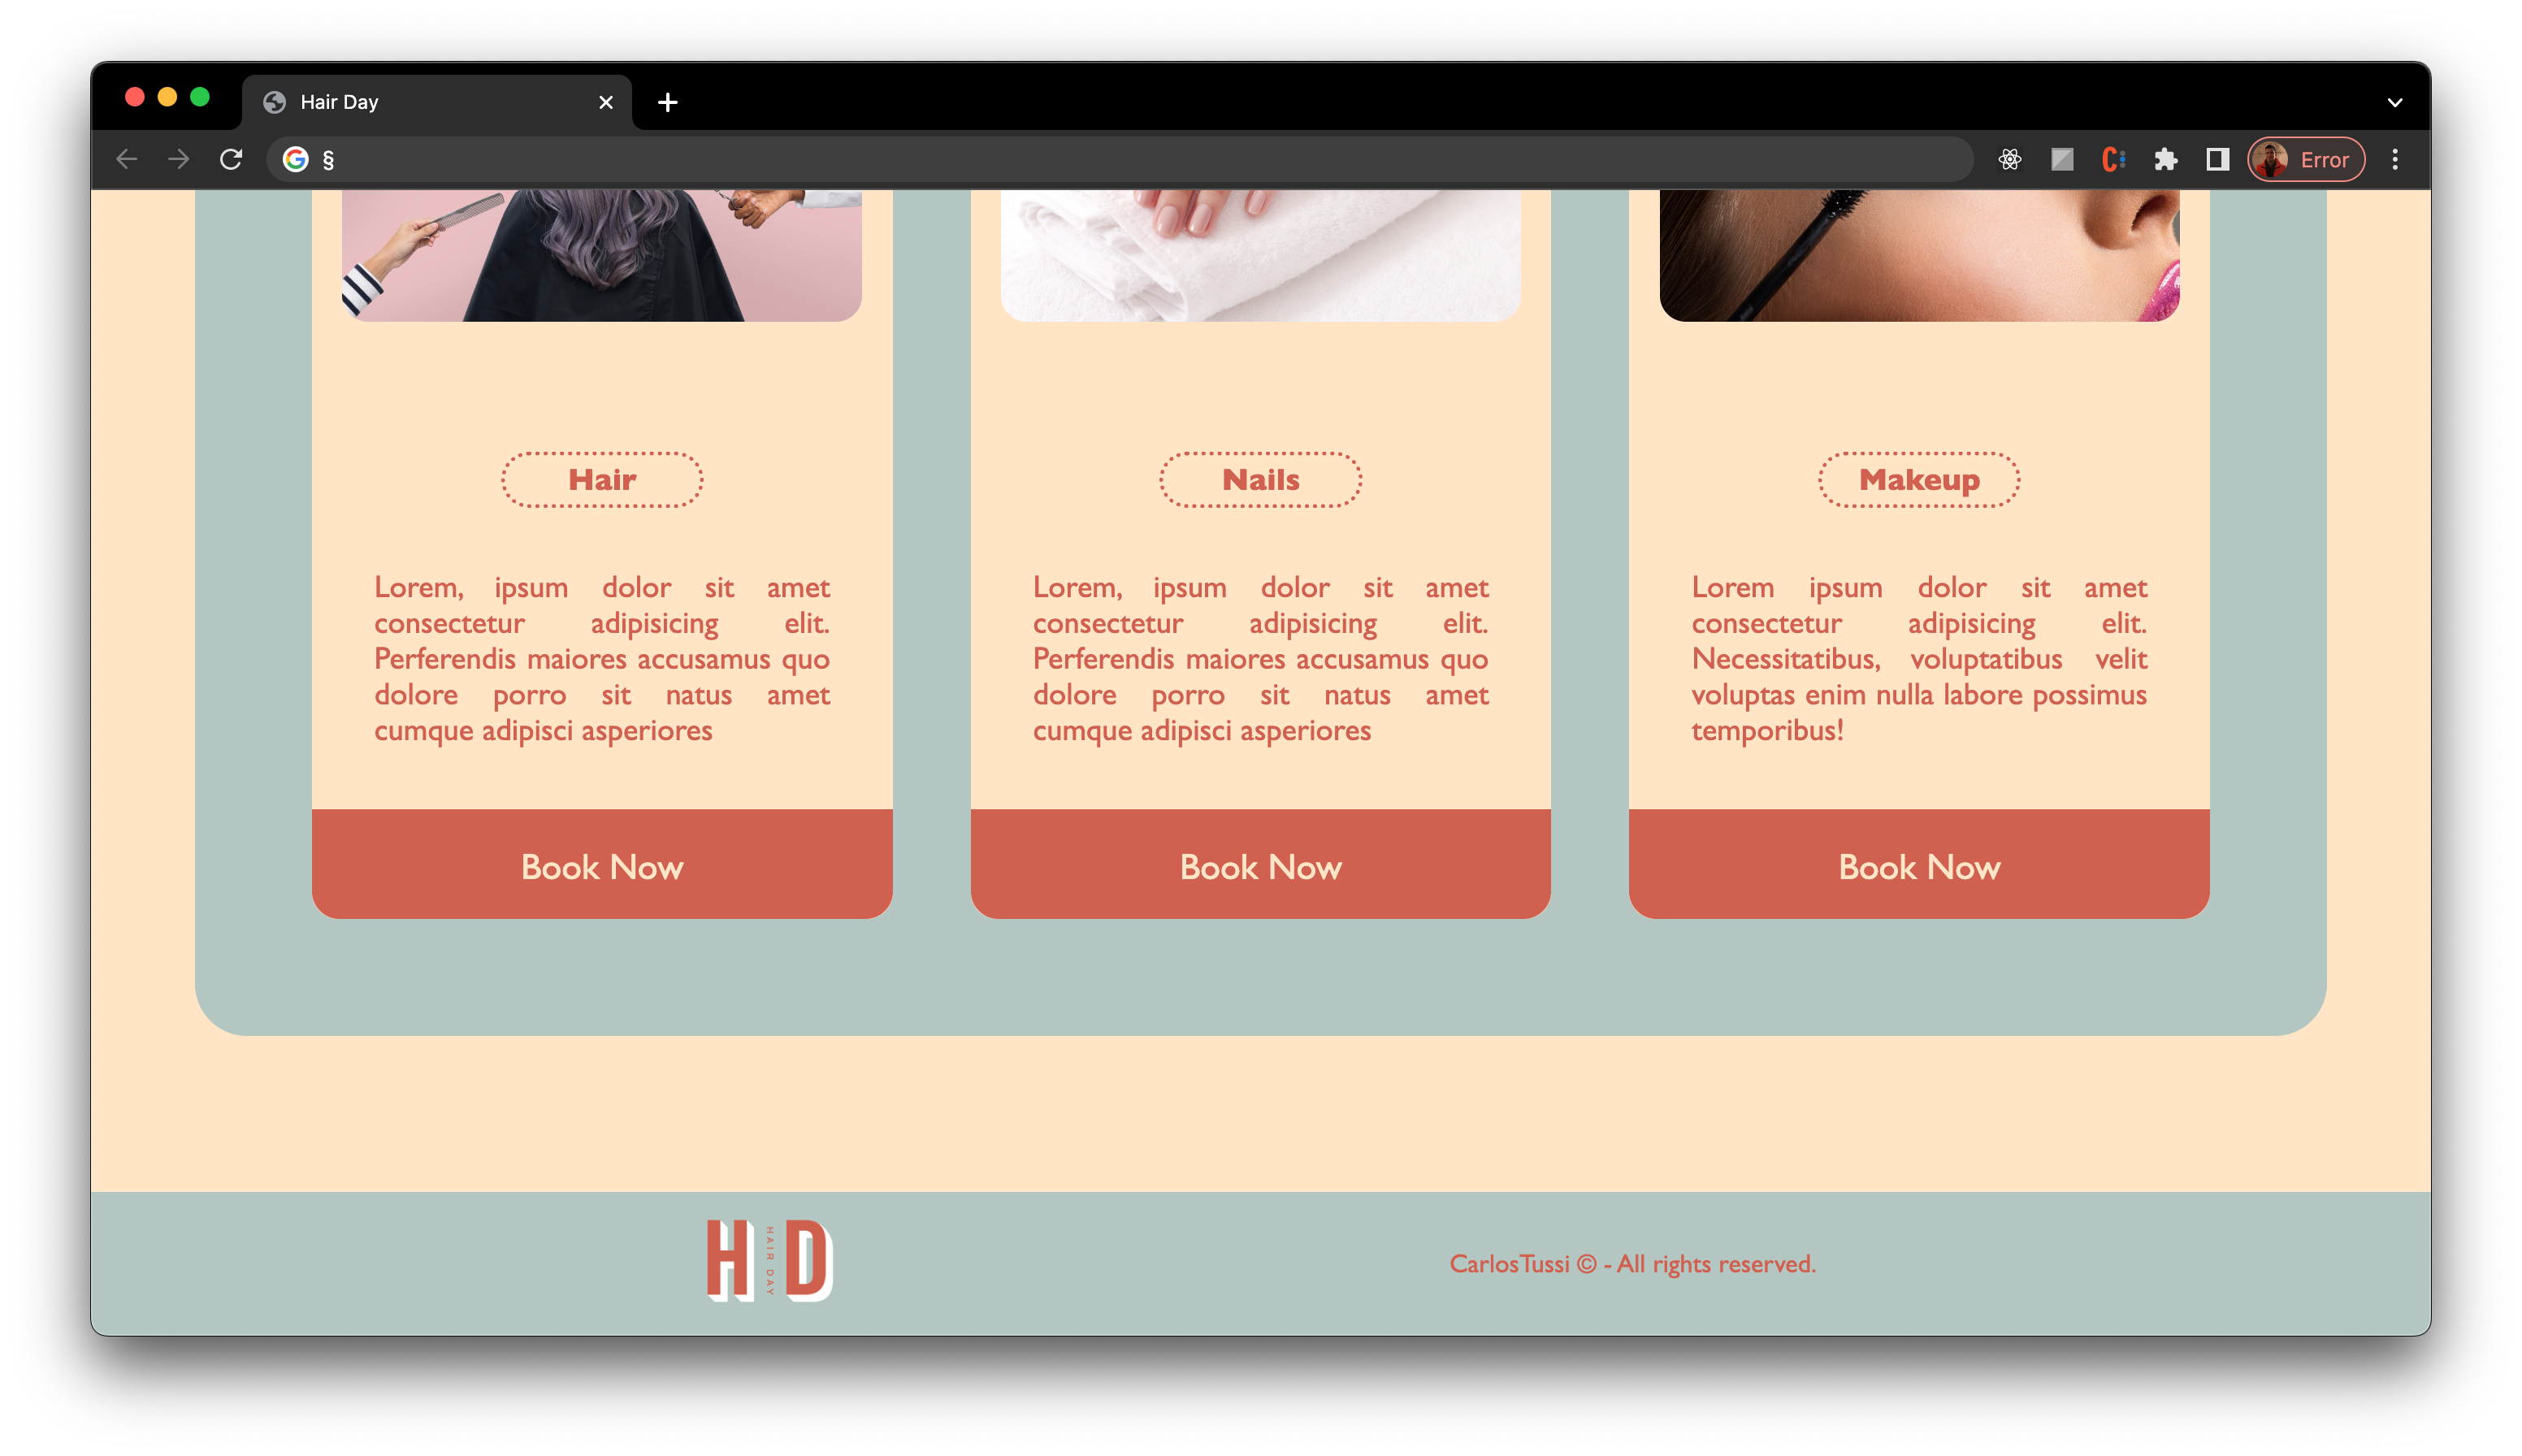 Hair Day
§
Error
Hair
Lorem, ipsum dolor sit amet
consectetur adipisicing elit.
Perferendis maiores accusamus quo
dolore porro sit natus amet
cumque adipisci asperiores
Book Now
Nails
Lorem, ipsum dolor sit amet
consectetur adipisicing elit.
Perferendis maiores accusamus quo
dolore porro sit natus amet
cumque adipisci asperiores
Book Now
Makeup
Lorem ipsum dolor sit amet
consectetur adipisicing elit.
Necessitatibus, voluptatibus velit
voluptas enim nulla labore possimus
temporibus!
Book Now
H HAIR DAY D
CarlosTussi © - All rights reserved.